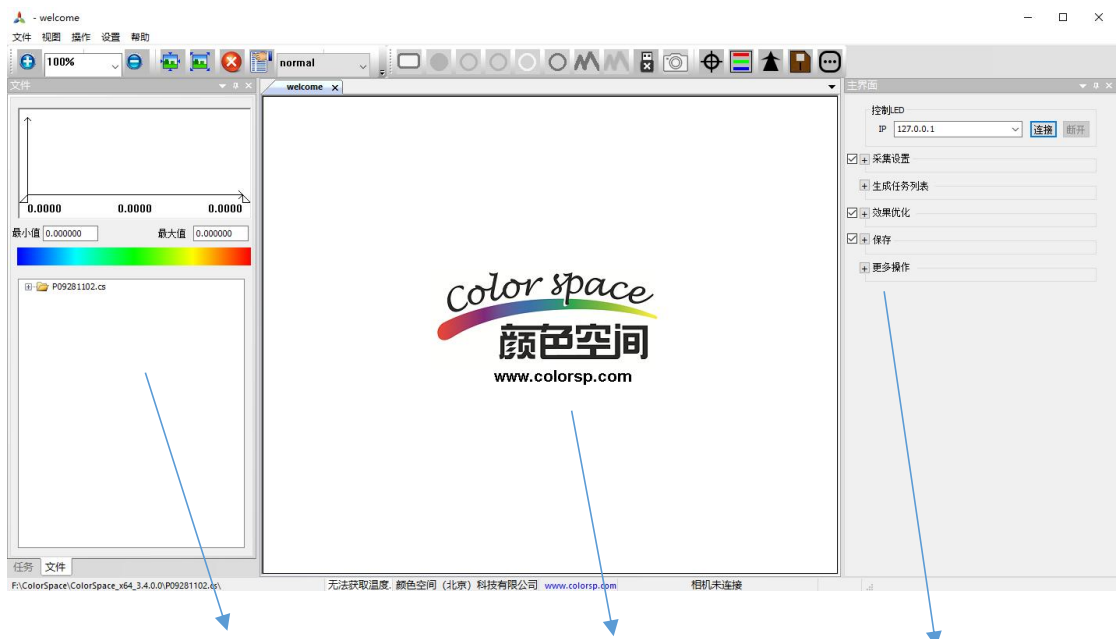 - welcome
文件 视图 操作 设置 帮助
100% normal
文件
welcome
主界面
0.0000 0.0000 0.0000
最小值 0.000000 最大值 0.000000
P09281102.cs
Color space
颜色空间
www.colorsp.com
控制LED
IP 127.0.0.1 连接 断开
采集设置
生成任务列表
效果优化
保存
更多操作
任务 文件
F:\ColorSpace\ColorSpace_x64_3.4.0.0\P09281102.cs\ 无法获取温度. 颜色空间（北京）科技有限公司 www.colorsp.com 相机未连接